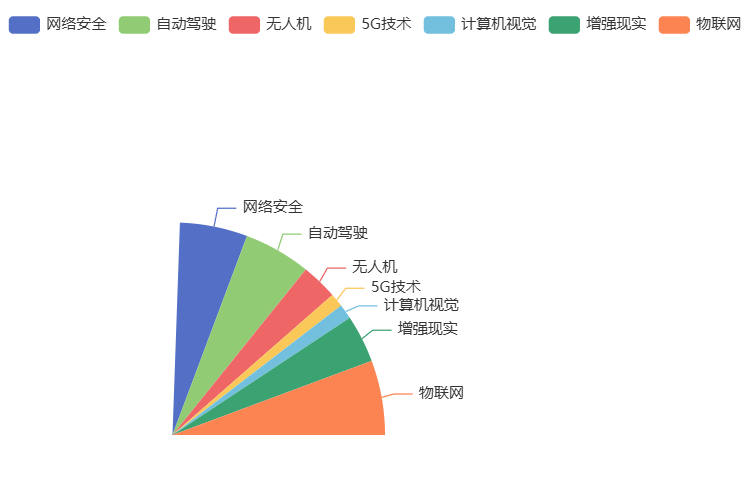 网络安全 自动驾驶 无人机 5G技术 计算机视觉 增强现实 物联网
网络安全
自动驾驶
无人机
5G技术
计算机视觉
增强现实
物联网